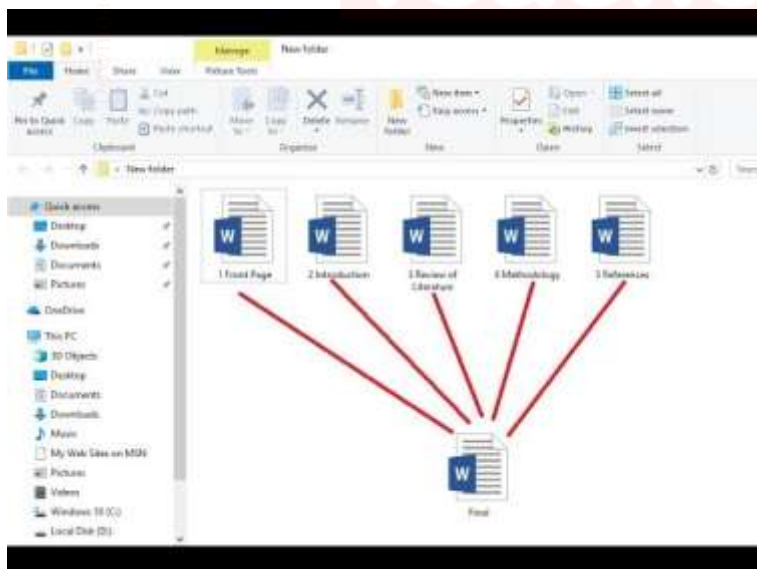 Manage
New folder
File
Home
Share
View
Picture Tools
Pin to Quick
access
Copy
Paste
Cut
Copy path
Paste shortcut
Move
to
Copy
to
Delete
Rename
New
folder
New item
Easy access
Properties
Open
Edit
History
Select all
Select none
Invert selection
Clipboard
Organize
New
Open
Select
New folder
Quick access
Desktop
Downloads
Documents
Pictures
OneDrive
This PC
3D Objects
Desktop
Documents
Downloads
Music
My Web Sites on MSN
Pictures
Videos
Windows 10 (C:)
Local Disk (D:)
W
W
W
W
W
1 Front Page
2 Introduction
3 Review of
Literature
4 Methodology
5 References
W
Final